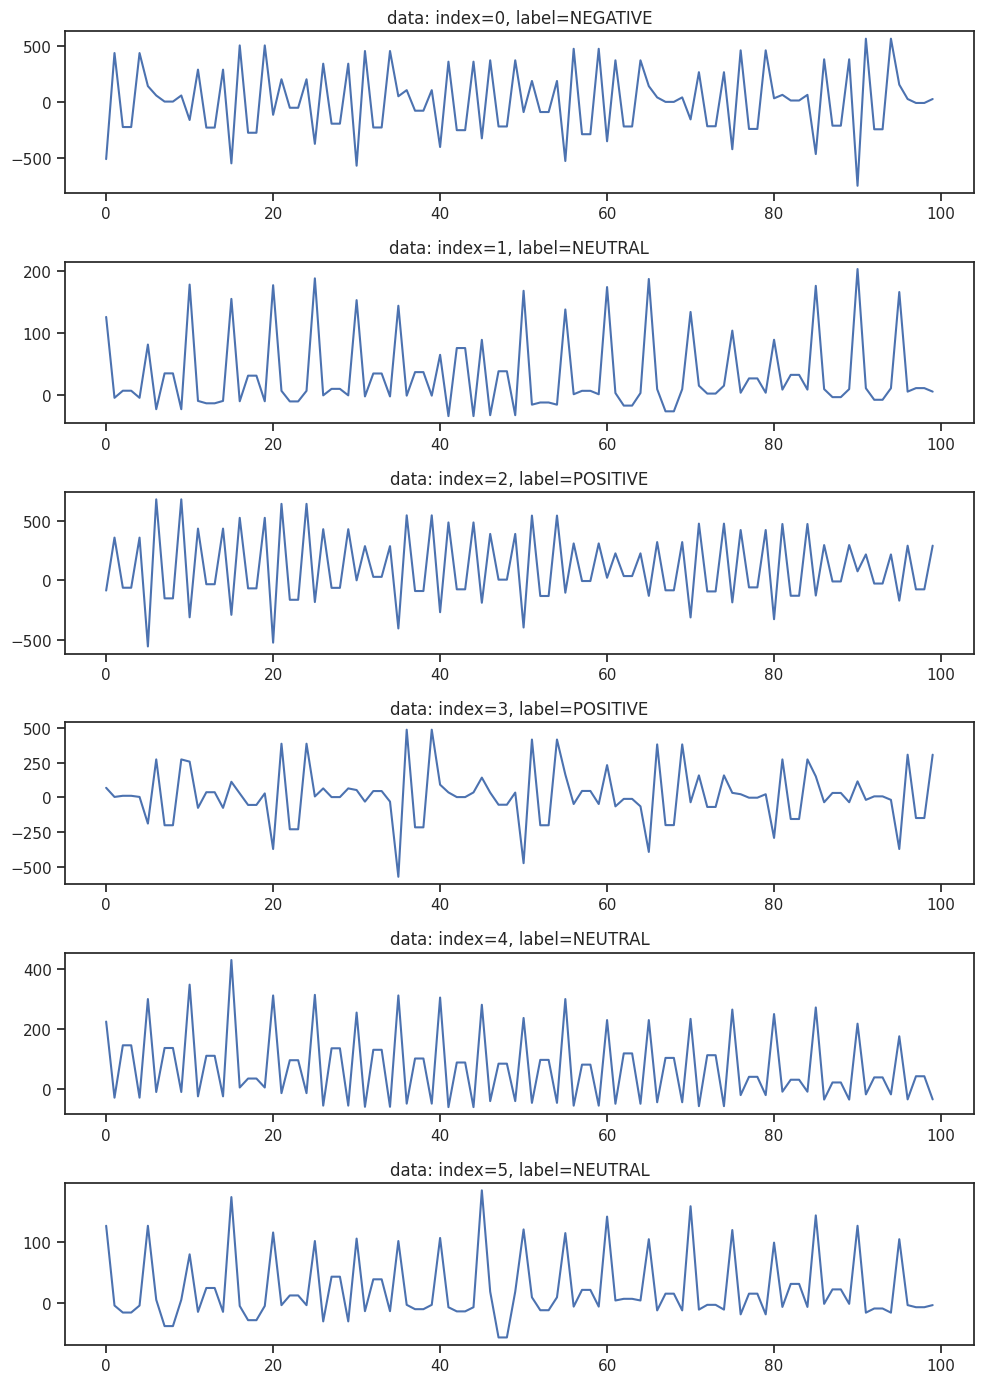 data: index=0, label=NEGATIVE
500
0
−500
0 20 40 60 80 100
data: index=1, label=NEUTRAL
200
100
0
0 20 40 60 80 100
data: index=2, label=POSITIVE
500
0
−500
0 20 40 60 80 100
data: index=3, label=POSITIVE
500
250
0
−250
−500
0 20 40 60 80 100
data: index=4, label=NEUTRAL
400
200
0
0 20 40 60 80 100
data: index=5, label=NEUTRAL
100
0
0 20 40 60 80 100